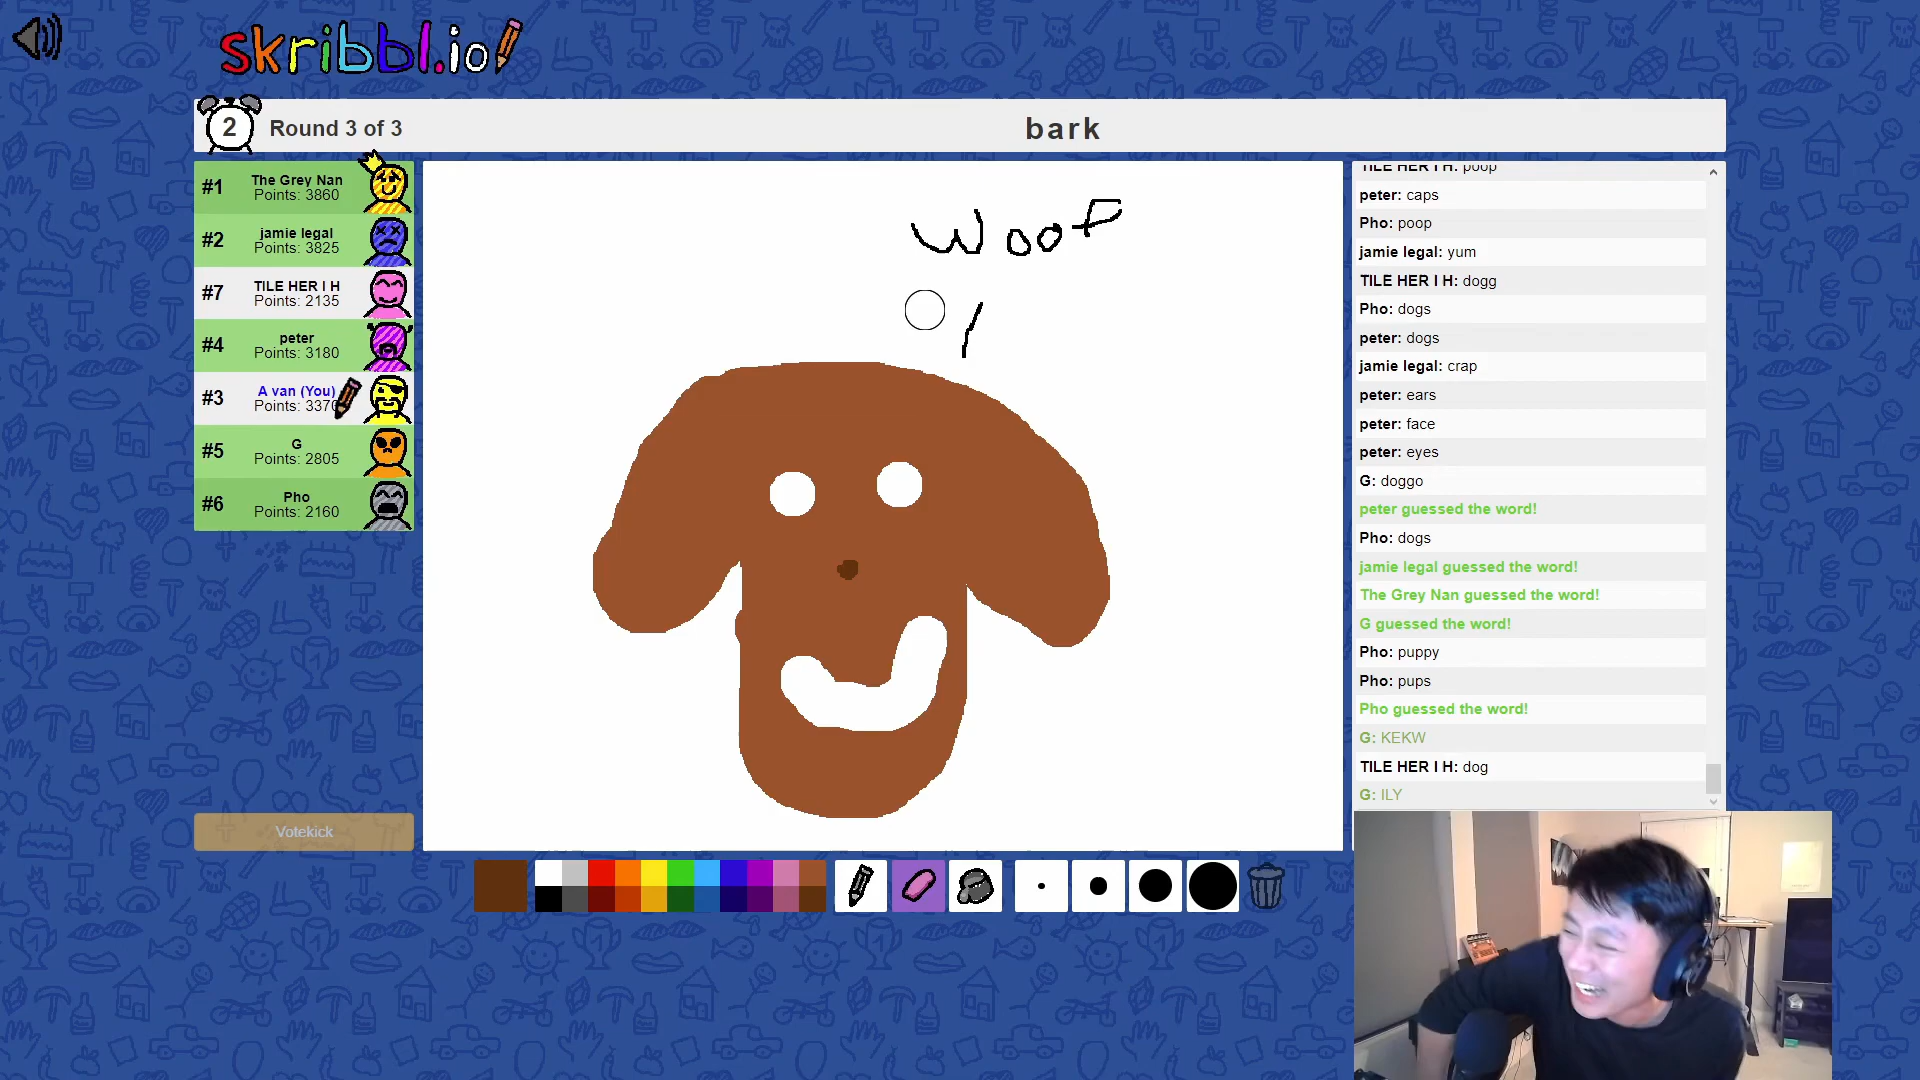 skribbl.io
2
Round 3 of 3
bark
#1
The Grey Nan
Points: 3860
#2
jamie legal
Points: 3825
#7
TILE HER I H
Points: 2135
#4
peter
Points: 3180
#3
A van (You)
Points: 3370
#5
G
Points: 2805
#6
Pho
Points: 2160
Votekick
Woof
TILE HER I H: poop
peter: caps
Pho: poop
jamie legal: yum
TILE HER I H: dogg
Pho: dogs
peter: dogs
jamie legal: crap
peter: ears
peter: face
peter: eyes
G: doggo
peter guessed the word!
Pho: dogs
jamie legal guessed the word!
The Grey Nan guessed the word!
G guessed the word!
Pho: puppy
Pho: pups
Pho guessed the word!
G: KEKW
TILE HER I H: dog
G: ILY